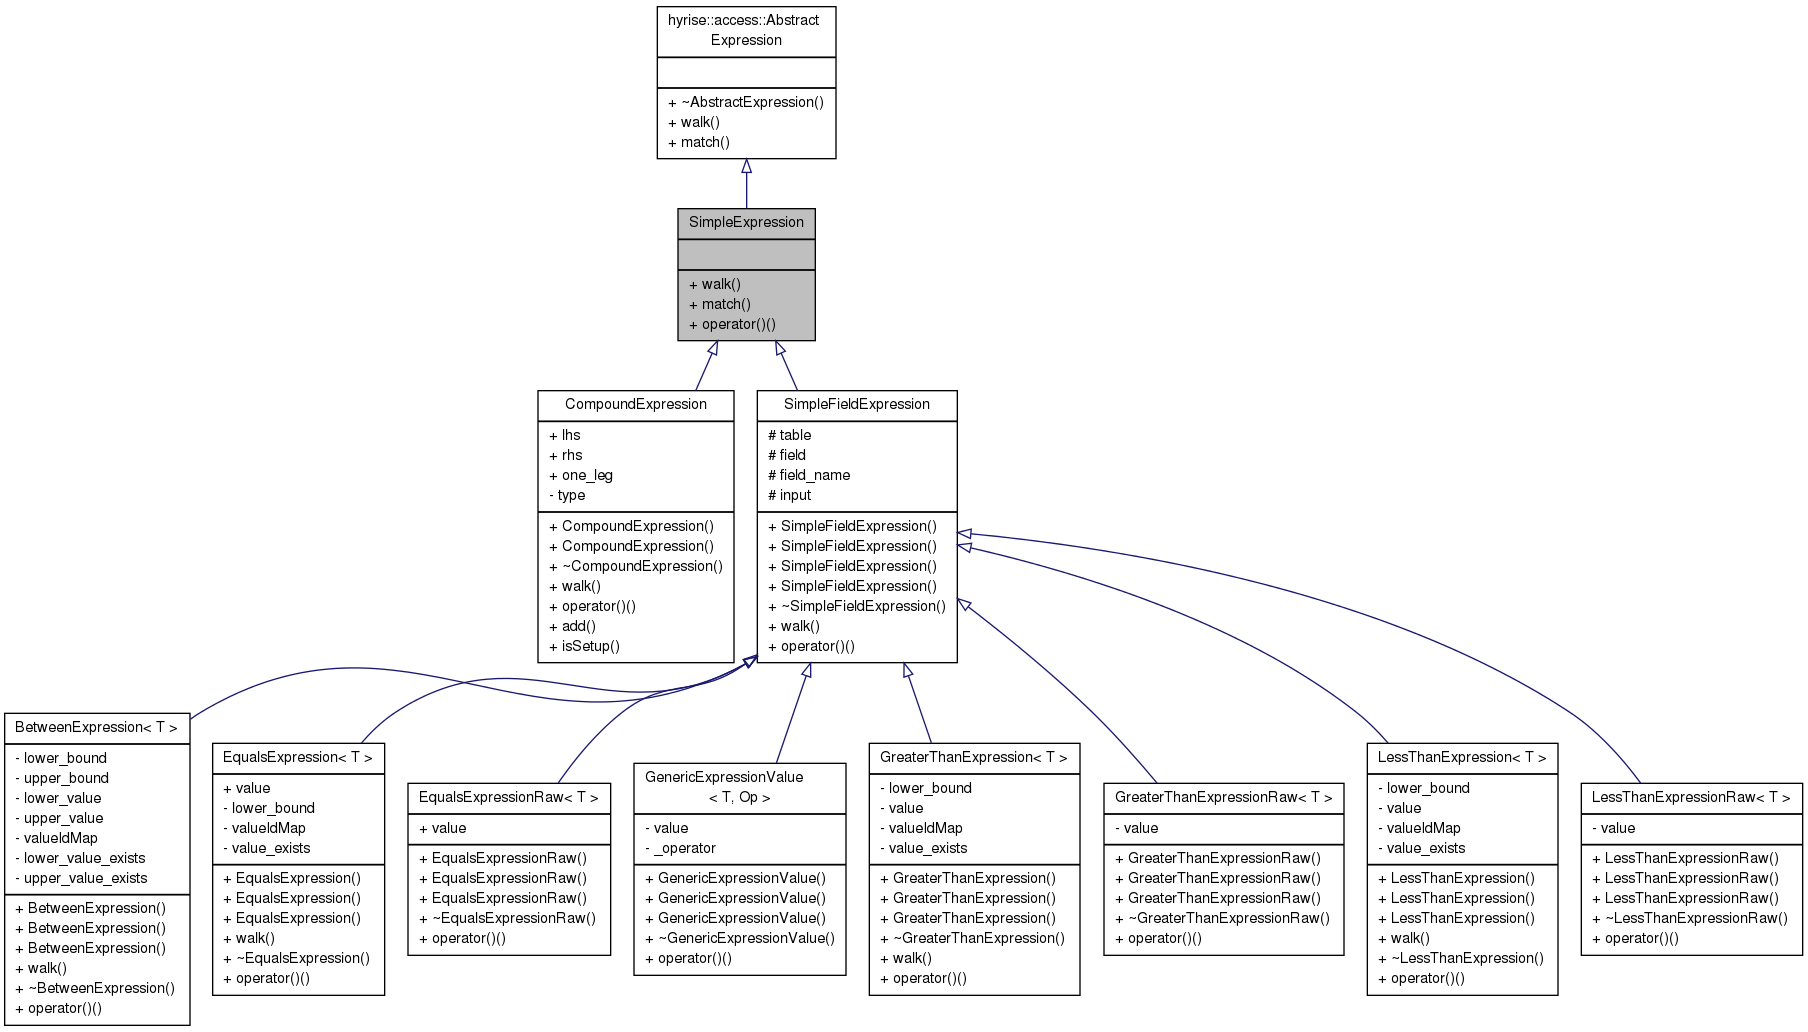 hyrise::access::Abstract
Expression
+ ~AbstractExpression()
+ walk()
+ match()
SimpleExpression
+ walk()
+ match()
+ operator()()
CompoundExpression
+ lhs
+ rhs
+ one_leg
- type
+ CompoundExpression()
+ CompoundExpression()
+ ~CompoundExpression()
+ walk()
+ operator()()
+ add()
+ isSetup()
SimpleFieldExpression
# table
# field
# field_name
# input
+ SimpleFieldExpression()
+ SimpleFieldExpression()
+ SimpleFieldExpression()
+ SimpleFieldExpression()
+ ~SimpleFieldExpression()
+ walk()
+ operator()()
BetweenExpression< T >
- lower_bound
- upper_bound
- lower_value
- upper_value
- valueIdMap
- lower_value_exists
- upper_value_exists
+ BetweenExpression()
+ BetweenExpression()
+ BetweenExpression()
+ walk()
+ ~BetweenExpression()
+ operator()()
EqualsExpression< T >
+ value
- lower_bound
- valueIdMap
- value_exists
+ EqualsExpression()
+ EqualsExpression()
+ EqualsExpression()
+ walk()
+ ~EqualsExpression()
+ operator()()
EqualsExpressionRaw< T >
+ value
+ EqualsExpressionRaw()
+ EqualsExpressionRaw()
+ EqualsExpressionRaw()
+ ~EqualsExpressionRaw()
+ operator()()
GenericExpressionValue
< T, Op >
- value
- _operator
+ GenericExpressionValue()
+ GenericExpressionValue()
+ GenericExpressionValue()
+ ~GenericExpressionValue()
+ operator()()
GreaterThanExpression< T >
- lower_bound
- value
- valueIdMap
- value_exists
+ GreaterThanExpression()
+ GreaterThanExpression()
+ GreaterThanExpression()
+ ~GreaterThanExpression()
+ walk()
+ operator()()
GreaterThanExpressionRaw< T >
- value
+ GreaterThanExpressionRaw()
+ GreaterThanExpressionRaw()
+ GreaterThanExpressionRaw()
+ ~GreaterThanExpressionRaw()
+ operator()()
LessThanExpression< T >
- lower_bound
- value
- valueIdMap
- value_exists
+ LessThanExpression()
+ LessThanExpression()
+ LessThanExpression()
+ walk()
+ ~LessThanExpression()
+ operator()()
LessThanExpressionRaw< T >
- value
+ LessThanExpressionRaw()
+ LessThanExpressionRaw()
+ LessThanExpressionRaw()
+ ~LessThanExpressionRaw()
+ operator()()